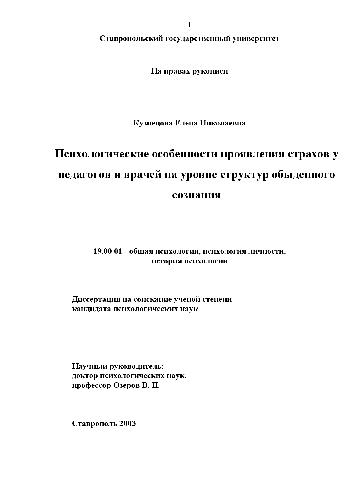 1
Ставропольский государственный университет
На правах рукописи
Кузнецова Елена Николаевна
Психологические особенности проявления страхов у
педагогов и врачей на уровне структур обыденного
сознания
19.00.01 - общая психология, психология личности,
история психологии
Диссертация на соискание ученой степени
кандидата психологических наук
Научный руководитель:
доктор психологических наук,
профессор Озеров В. П.
Ставрополь 2003